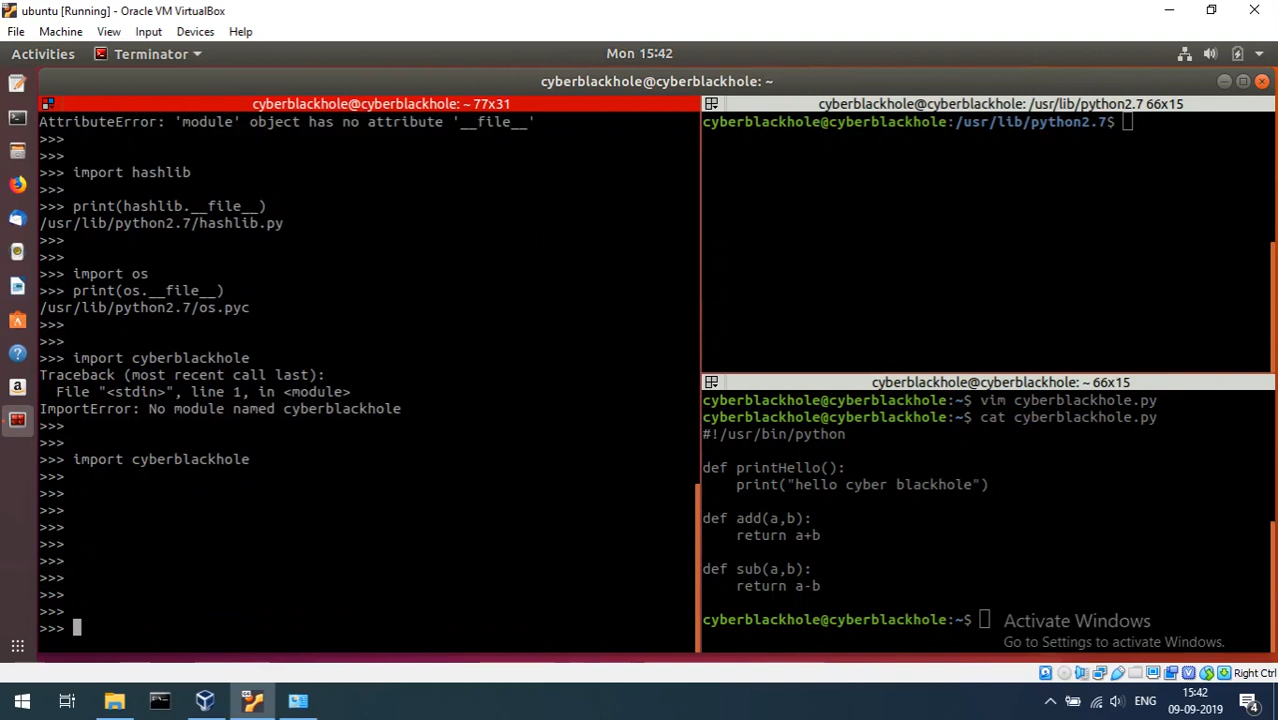 ubuntu [Running] - Oracle VM VirtualBox
File Machine View Input Devices Help
Activities Terminator Mon 15:42
cyberblackhole@cyberblackhole: ~
cyberblackhole@cyberblackhole: ~ 77x31
AttributeError: 'module' object has no attribute '__file__'
>>>
>>>
>>> import hashlib
>>>
>>> print(hashlib.__file__)
/usr/lib/python2.7/hashlib.py
>>>
>>>
>>> import os
>>> print(os.__file__)
/usr/lib/python2.7/os.pyc
>>>
>>>
>>> import cyberblackhole
Traceback (most recent call last):
  File "<stdin>", line 1, in <module>
ImportError: No module named cyberblackhole
>>>
>>>
>>> import cyberblackhole
>>>
>>>
>>>
>>>
>>>
>>>
>>>
>>>
>>>
>>>
cyberblackhole@cyberblackhole: /usr/lib/python2.7 66x15
cyberblackhole@cyberblackhole:/usr/lib/python2.7$
cyberblackhole@cyberblackhole: ~ 66x15
cyberblackhole@cyberblackhole:~$ vim cyberblackhole.py
cyberblackhole@cyberblackhole:~$ cat cyberblackhole.py
#!/usr/bin/python
def printHello():
    print("hello cyber blackhole")
def add(a,b):
    return a+b
def sub(a,b):
    return a-b
cyberblackhole@cyberblackhole:~$
Activate Windows
Go to Settings to activate Windows.
Right Ctrl
ENG
15:42
09-09-2019
4